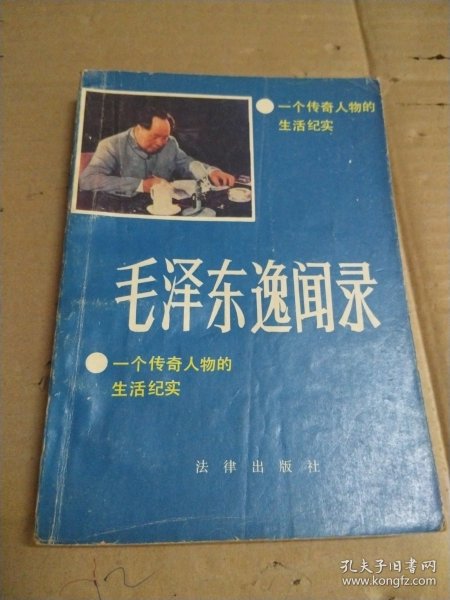 一个传奇人物的
生活纪实
毛泽东逸闻录
一个传奇人物的
生活纪实
法律出版社
孔夫子旧书网
www.kongfz.com